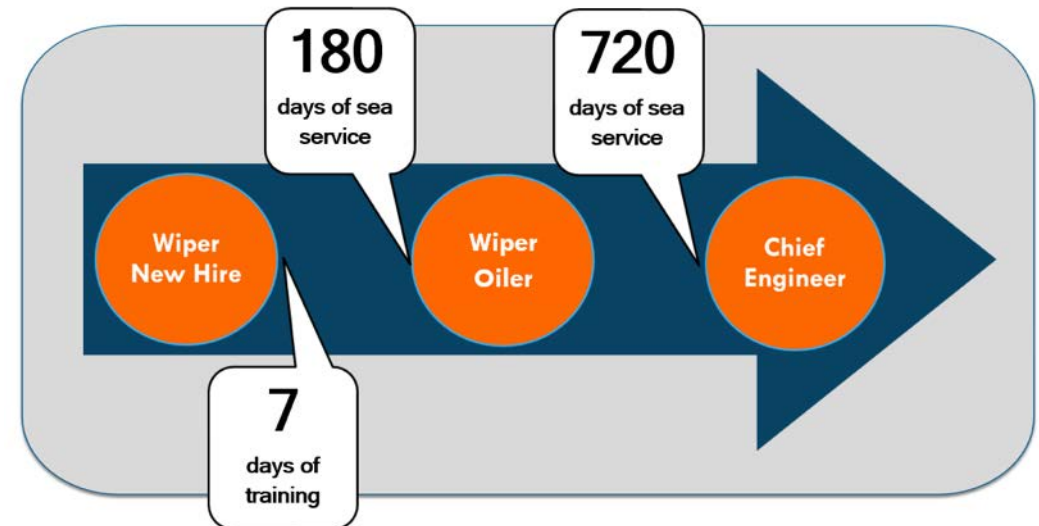 180
days of sea
service
720
days of sea
service
Wiper
New Hire
Wiper
Oiler
Chief
Engineer
7
days of
training